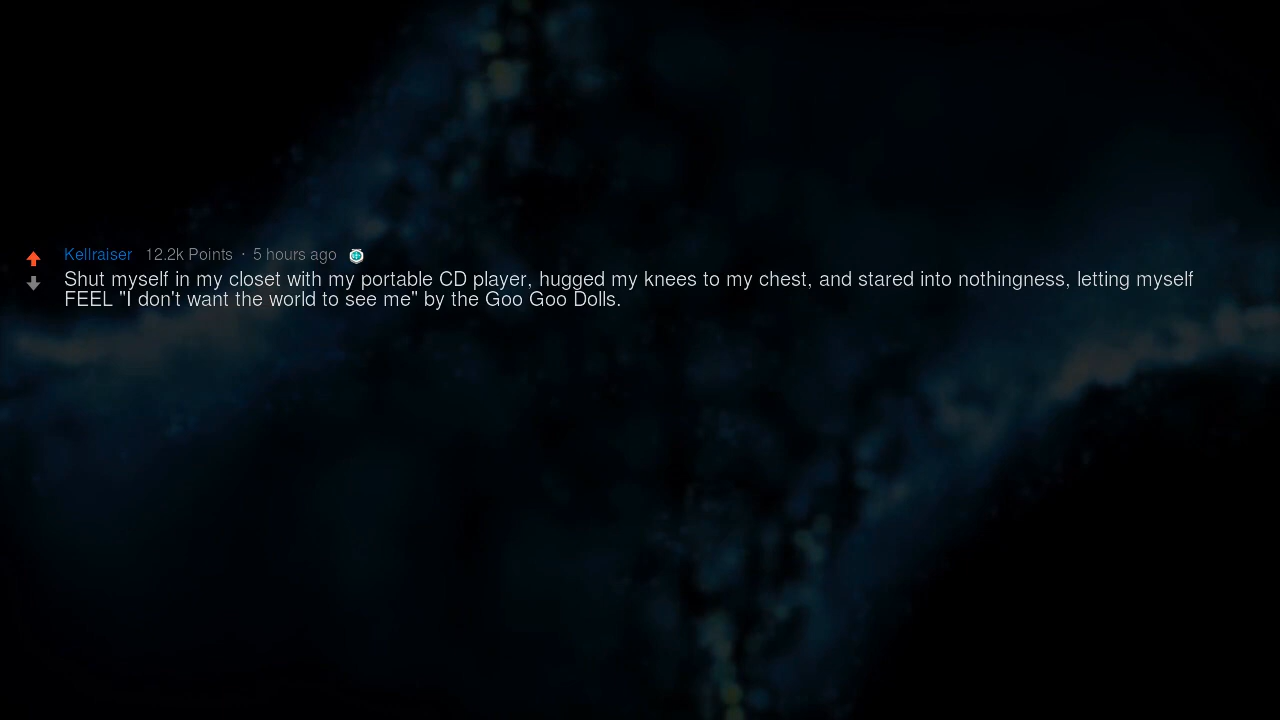 Kellraiser 12.2k Points · 5 hours ago
Shut myself in my closet with my portable CD player, hugged my knees to my chest, and stared into nothingness, letting myself
FEEL "I don't want the world to see me" by the Goo Goo Dolls.